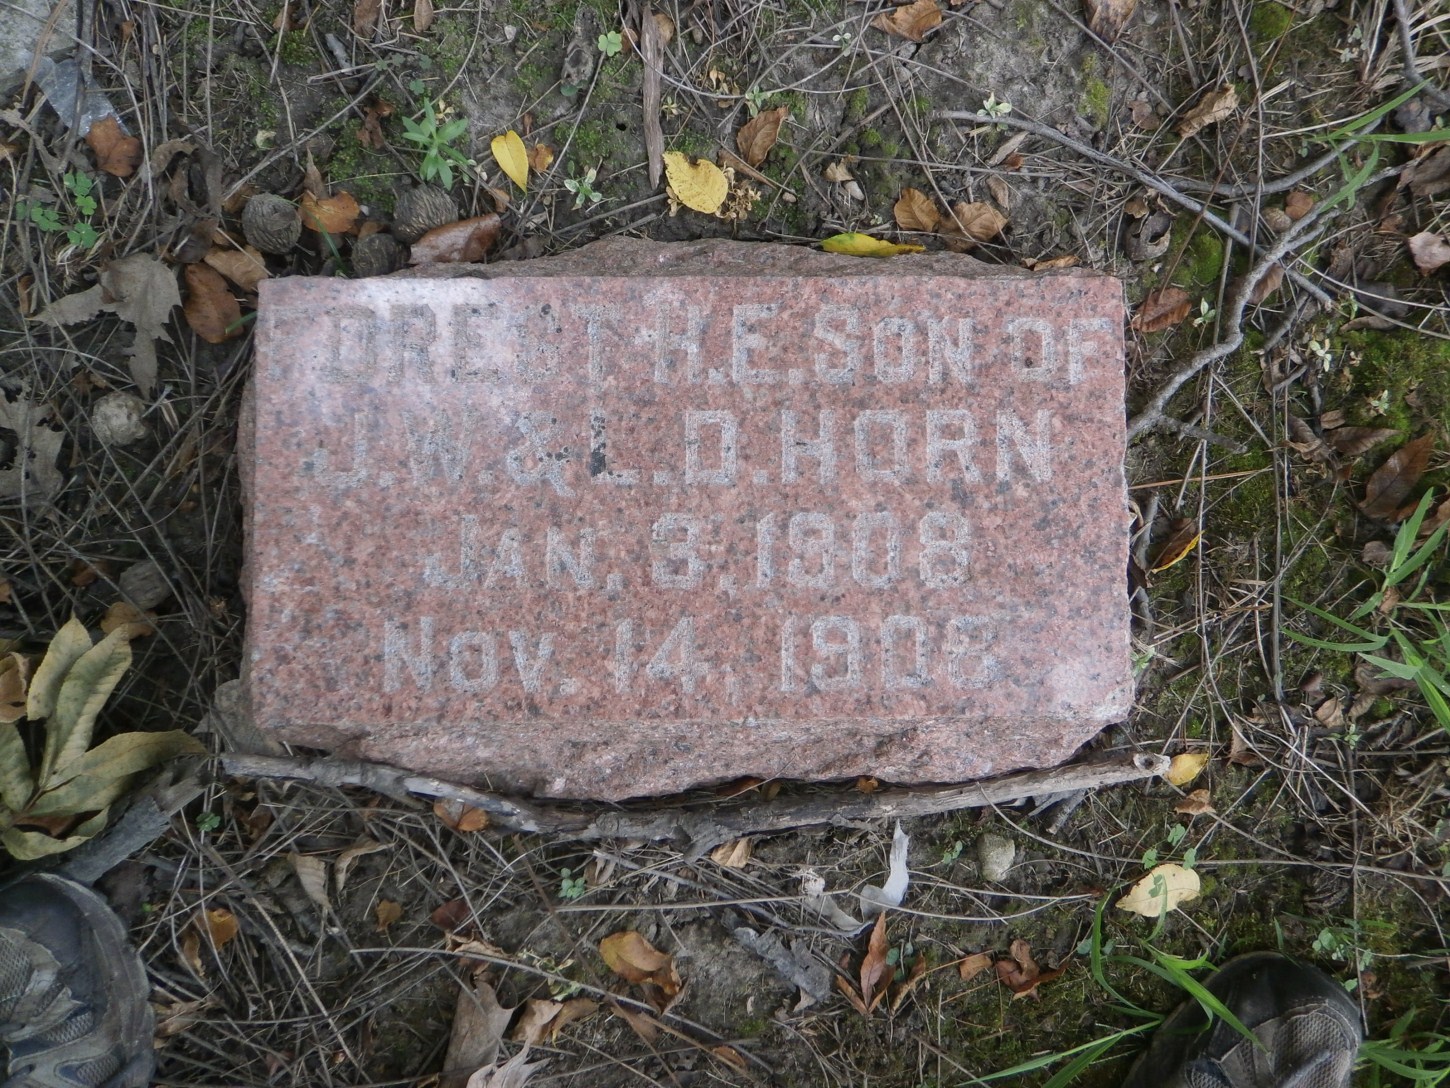 FOREST H.E. SON OF
J.W. & L.D. HORN
JAN. 3, 1908
NOV. 14, 1908